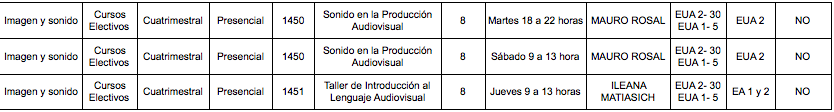 Imagen y sonido Cursos Electivos Cuatrimestral Presencial 1450 Sonido en la Producción Audiovisual 8 Martes 18 a 22 horas MAURO ROSAL EUA 2- 30 EUA 1- 5 EUA 2 NO
Imagen y sonido Cursos Electivos Cuatrimestral Presencial 1450 Sonido en la Producción Audiovisual 8 Sábado 9 a 13 hora MAURO ROSAL EUA 2- 30 EUA 1- 5 EUA 2 NO
Imagen y sonido Cursos Electivos Cuatrimestral Presencial 1451 Taller de Introducción al Lenguaje Audiovisual 8 Jueves 9 a 13 horas ILEANA MATIASICH EUA 2- 30 EUA 1- 5 EA 1 y 2 NO